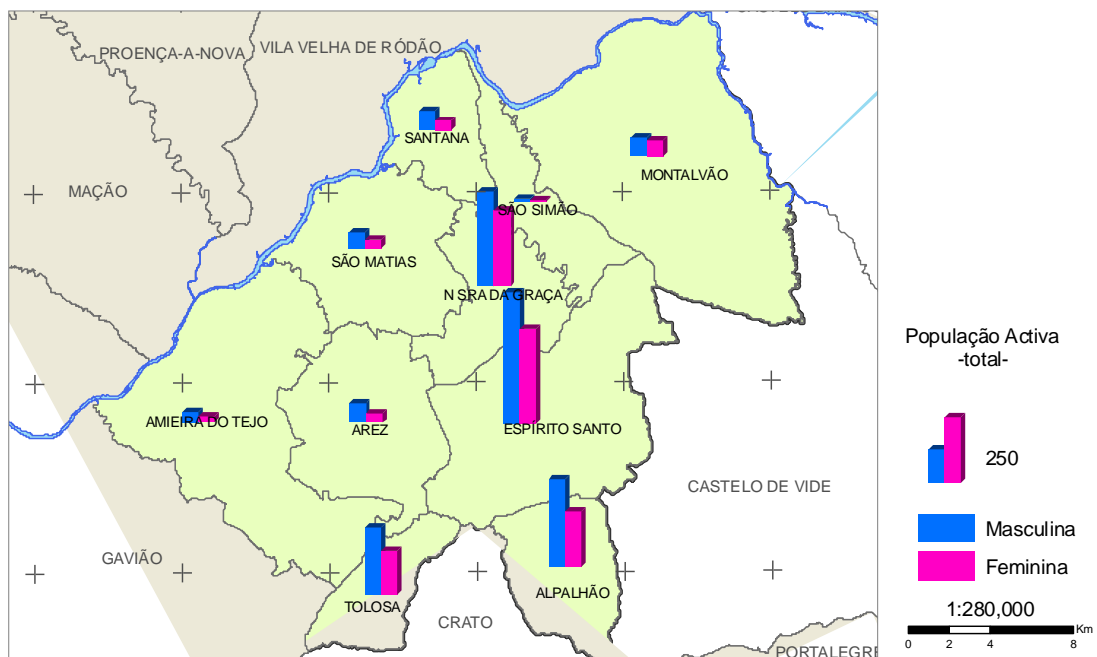 PROENÇA-A-NOVA
VILA VELHA DE RÓDÃO
SANTANA
MONTALVÃO
MAÇÃO
SÃO SIMÃO
SÃO MATIAS
N SRA DA GRAÇA
População Activa
-total-
AMIEIRA DO TEJO
AREZ
ESPÍRITO SANTO
250
CASTELO DE VIDE
Masculina
GAVIÃO
Feminina
ALPALHÃO
TOLOSA
CRATO
1:280,000
Km
0 2 4 8
PORTALEGRE